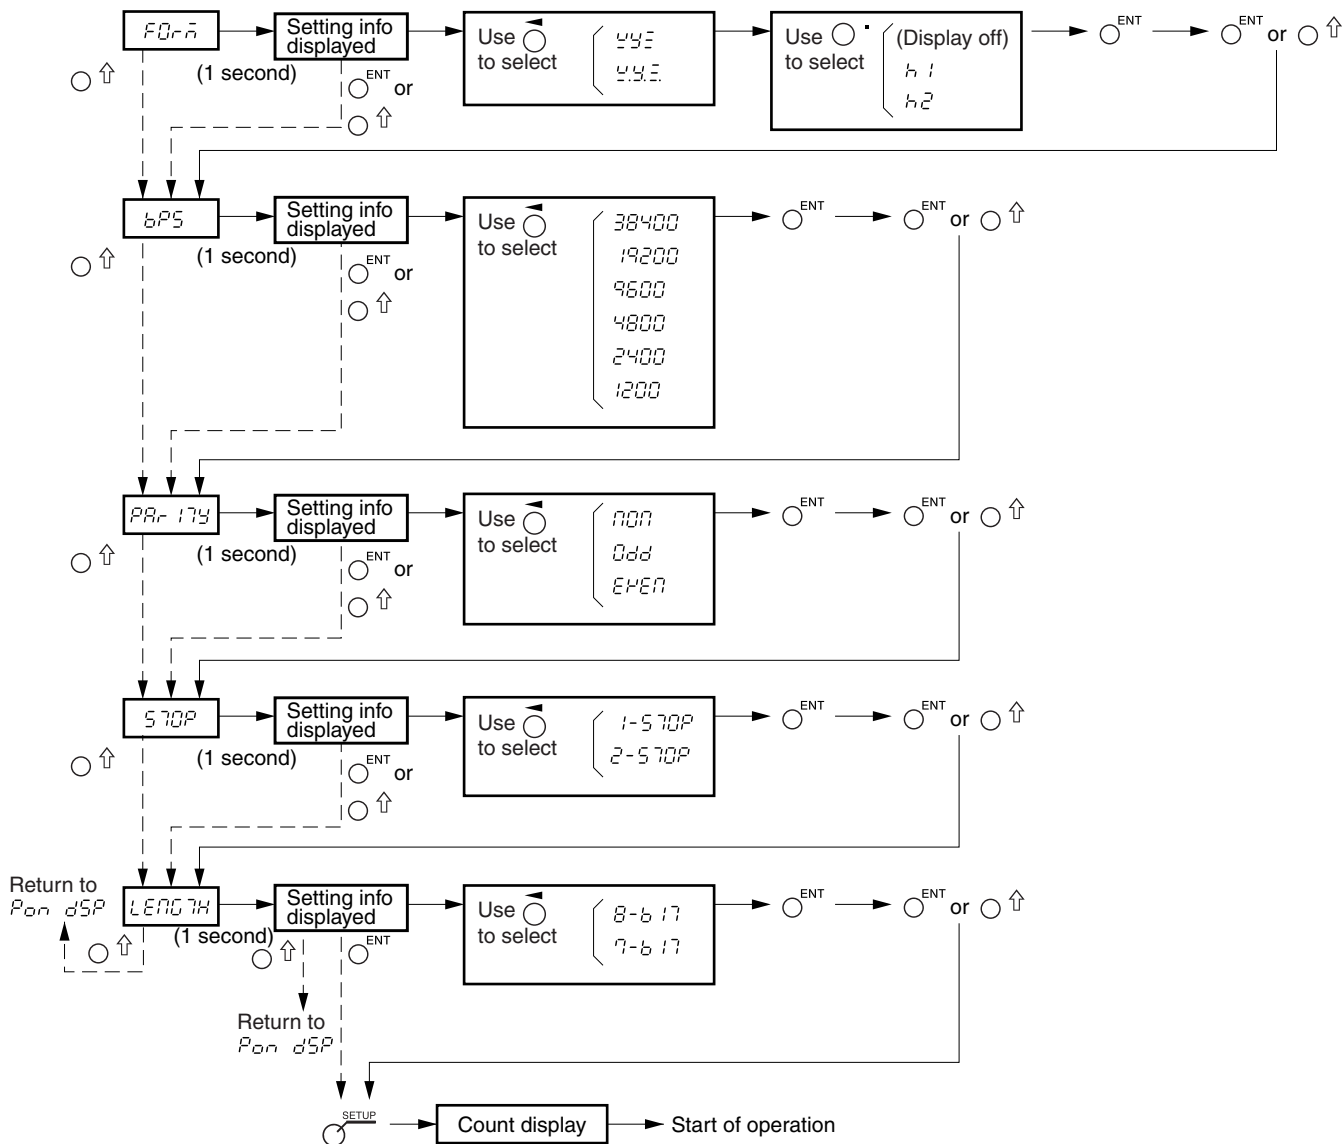 FOrm
Setting info
displayed
(1 second)
⇧
ENT or
⇧
Use ◄
to select
Use ○ ·
to select
(Display off)
h1
h2
ENT
ENT or ⇧
bPS
Setting info
displayed
(1 second)
⇧
ENT or
⇧
Use ◄
to select
38400
19200
9600
4800
2400
1200
ENT
ENT or ⇧
PArITY
Setting info
displayed
(1 second)
⇧
ENT or
⇧
Use ◄
to select
NON
Odd
EVEN
ENT
ENT or ⇧
STOP
Setting info
displayed
(1 second)
⇧
ENT or
⇧
Use ◄
to select
1-STOP
2-STOP
ENT
ENT or ⇧
Return to
Pon dSP
LENGTH
Setting info
displayed
(1 second)
⇧
⇧
ENT
Return to
Pon dSP
Use ◄
to select
8-bIT
7-bIT
ENT
ENT or ⇧
SETUP
Count display
Start of operation